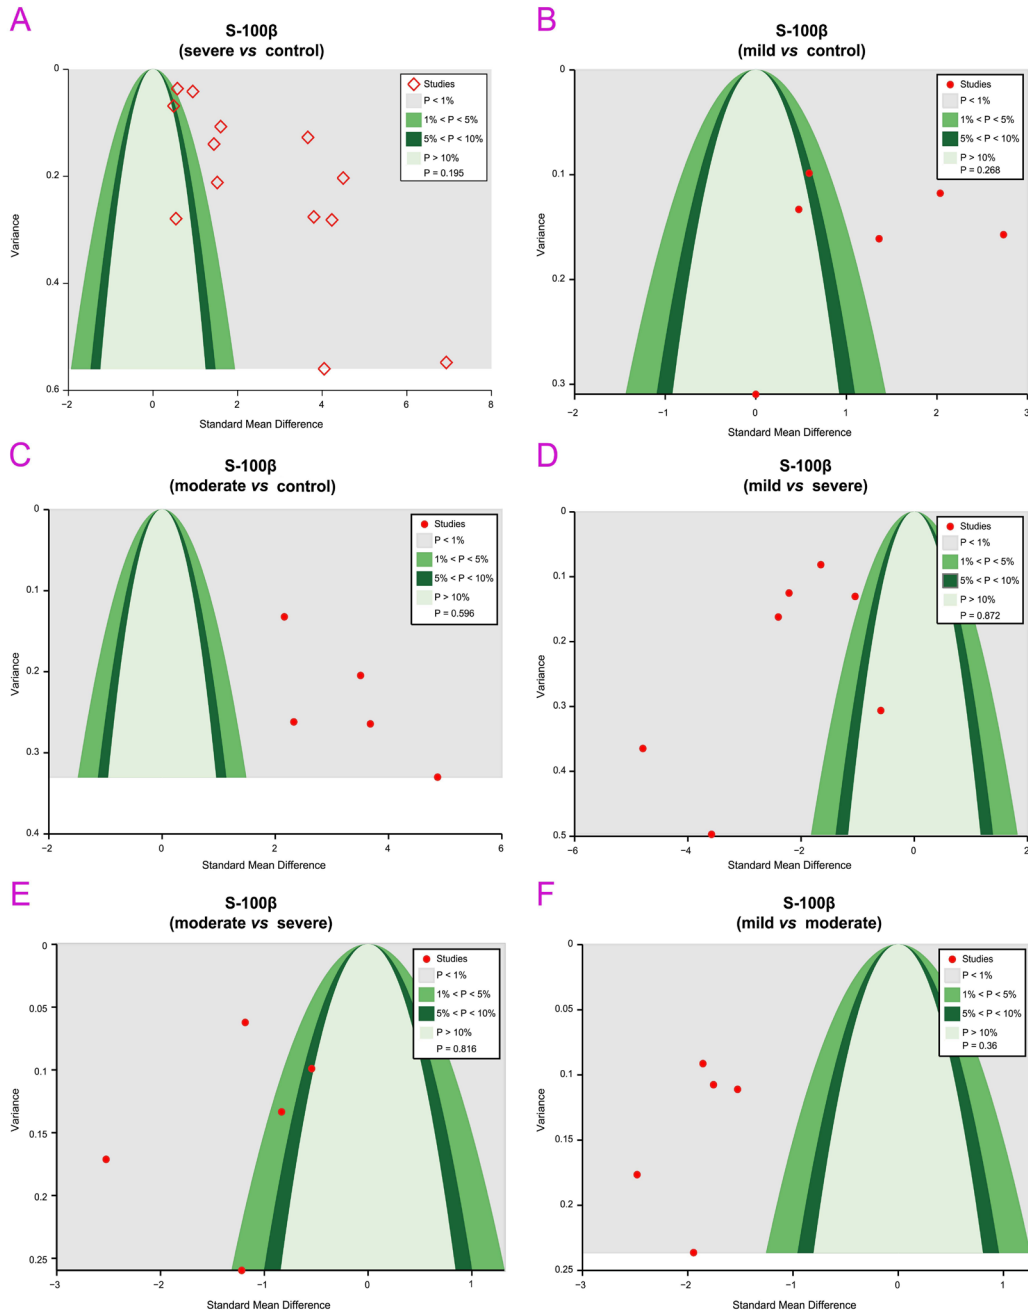 A
S-100β
(severe vs control)
0
0.2
0.4
0.6
Variance
−2
0
2
4
6
8
Standard Mean Difference
Studies
P < 1%
1% < P < 5%
5% < P < 10%
P > 10%
P = 0.195
B
S-100β
(mild vs control)
0
0.1
0.2
0.3
Variance
−2
−1
0
1
2
3
Standard Mean Difference
Studies
P < 1%
1% < P < 5%
5% < P < 10%
P > 10%
P = 0.268
C
S-100β
(moderate vs control)
0
0.1
0.2
0.3
0.4
Variance
−2
0
2
4
6
Standard Mean Difference
Studies
P < 1%
1% < P < 5%
5% < P < 10%
P > 10%
P = 0.596
D
S-100β
(mild vs severe)
0
0.1
0.2
0.3
0.4
0.5
Variance
−6
−4
−2
0
2
Standard Mean Difference
Studies
P < 1%
1% < P < 5%
5% < P < 10%
P > 10%
P = 0.872
E
S-100β
(moderate vs severe)
0
0.05
0.1
0.15
0.2
0.25
Variance
−3
−2
−1
0
1
Standard Mean Difference
Studies
P < 1%
1% < P < 5%
5% < P < 10%
P > 10%
P = 0.816
F
S-100β
(mild vs moderate)
0
0.05
0.1
0.15
0.2
0.25
Variance
−3
−2
−1
0
1
Standard Mean Difference
Studies
P < 1%
1% < P < 5%
5% < P < 10%
P > 10%
P = 0.36